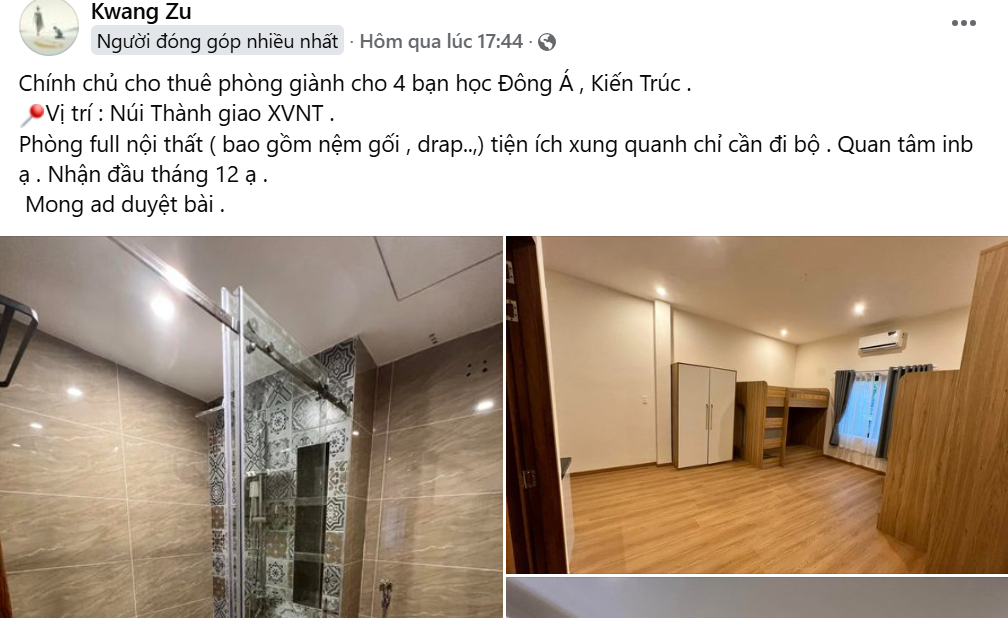 Kwang Zu
Người đóng góp nhiều nhất · Hôm qua lúc 17:44 ·
Chính chủ cho thuê phòng giành cho 4 bạn học Đông Á , Kiến Trúc .
Vị trí : Núi Thành giao XVNT .
Phòng full nội thất ( bao gồm nệm gối , drap..,) tiện ích xung quanh chỉ cần đi bộ . Quan tâm inb
ạ . Nhận đầu tháng 12 ạ .
Mong ad duyệt bài .